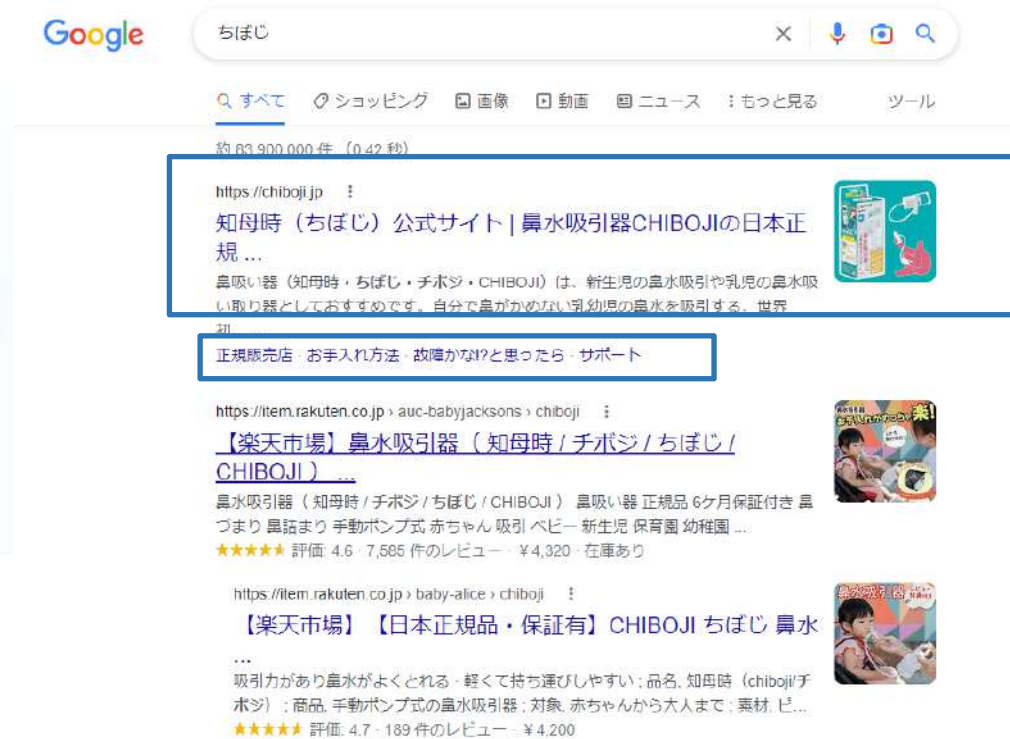 Google
ちぼじ
すべて ショッピング 画像 動画 ニュース もっと見る ツール
約 83,900,000 件 （0.42 秒）
https://chiboji.jp
知母時（ちぼじ）公式サイト | 鼻水吸引器CHIBOJIの日本正
規 ...
鼻吸い器（知母時・ちぼじ・チボジ・CHIBOJI）は、新生児の鼻水吸引や乳児の鼻水吸
い取り器としておすすめです。自分で鼻がかめない乳幼児の鼻水を吸引する、世界
初 ...
正規販売店 · お手入れ方法 · 故障かな!?と思ったら · サポート
https://item.rakuten.co.jp › auc-babyjacksons › chiboji
【楽天市場】鼻水吸引器（ 知母時 / チボジ / ちぼじ /
CHIBOJI ） ...
鼻水吸引器（ 知母時 / チボジ / ちぼじ / CHIBOJI ） 鼻吸い器 正規品 6ケ月保証付き 鼻
づまり 鼻詰まり 手動ポンプ式 赤ちゃん 吸引 ベビー 新生児 保育園 幼稚園 ...
★★★★★ 評価: 4.6 · 7,585 件のレビュー · ¥4,320 · 在庫あり
https://item.rakuten.co.jp › baby-alice › chiboji
【楽天市場】【日本正規品・保証有】CHIBOJI ちぼじ 鼻水
...
吸引力があり鼻水がよくとれる · 軽くて持ち運びしやすい ; 品名, 知母時（chiboji/チ
ボジ） ; 商品, 手動ポンプ式の鼻水吸引器 ; 対象, 赤ちゃんから大人まで ; 素材, ピ...
★★★★★ 評価: 4.7 · 189 件のレビュー · ¥4,200
鼻水吸引器